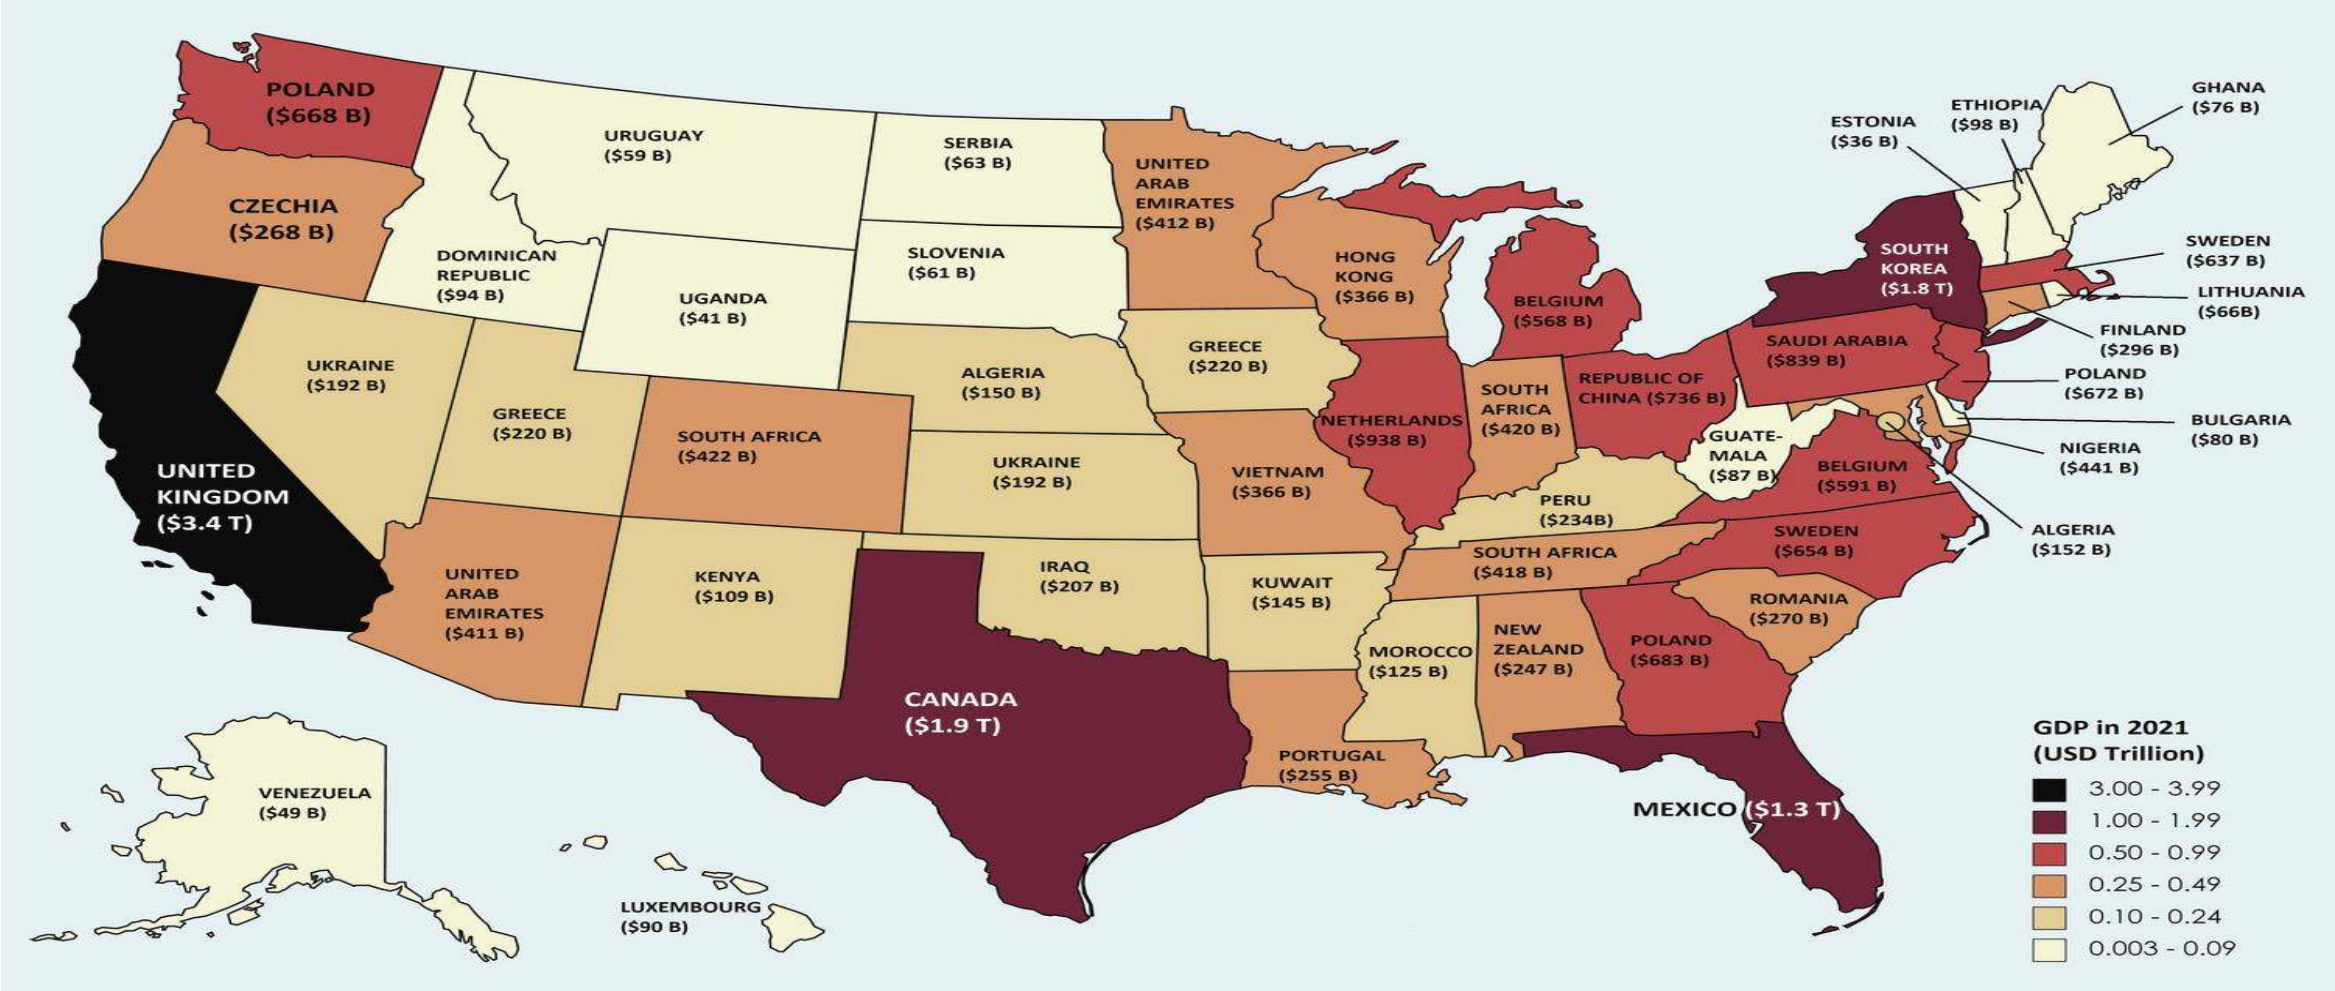 POLAND
($668 B)
CZECHIA
($268 B)
UNITED
KINGDOM
($3.4 T)
UKRAINE
($192 B)
DOMINICAN
REPUBLIC
($94 B)
URUGUAY
($59 B)
UGANDA
($41 B)
GREECE
($220 B)
SOUTH AFRICA
($422 B)
UNITED
ARAB
EMIRATES
($411 B)
KENYA
($109 B)
SERBIA
($63 B)
SLOVENIA
($61 B)
ALGERIA
($150 B)
UKRAINE
($192 B)
IRAQ
($207 B)
CANADA
($1.9 T)
UNITED
ARAB
EMIRATES
($412 B)
GREECE
($220 B)
VIETNAM
($366 B)
KUWAIT
($145 B)
PORTUGAL
($255 B)
HONG
KONG
($366 B)
NETHERLANDS
($938 B)
BELGIUM
($568 B)
SOUTH
AFRICA
($420 B)
REPUBLIC OF
CHINA ($736 B)
PERU
($234B)
SOUTH AFRICA
($418 B)
MOROCCO
($125 B)
NEW
ZEALAND
($247 B)
POLAND
($683 B)
MEXICO ($1.3 T)
ROMANIA
($270 B)
SWEDEN
($654 B)
BELGIUM
($591 B)
GUATE-
MALA
($87 B)
SAUDI ARABIA
($839 B)
SOUTH
KOREA
($1.8 T)
ESTONIA
($36 B)
ETHIOPIA
($98 B)
GHANA
($76 B)
SWEDEN
($637 B)
LITHUANIA
($66B)
FINLAND
($296 B)
POLAND
($672 B)
BULGARIA
($80 B)
NIGERIA
($441 B)
ALGERIA
($152 B)
VENEZUELA
($49 B)
LUXEMBOURG
($90 B)
GDP in 2021
(USD Trillion)
3.00 - 3.99
1.00 - 1.99
0.50 - 0.99
0.25 - 0.49
0.10 - 0.24
0.003 - 0.09